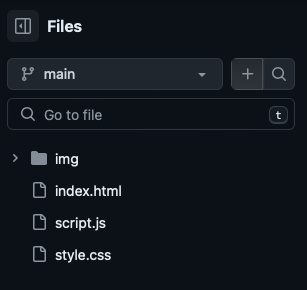 Files
main
Go to file
t
img
index.html
script.js
style.css